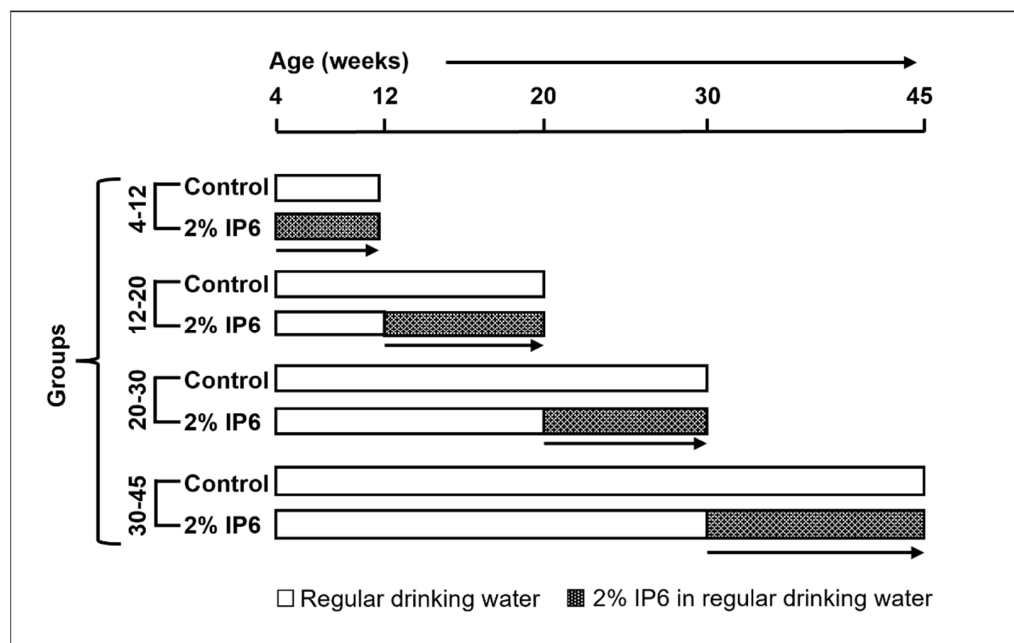 Age (weeks)
4 12 20 30 45
Groups
4-12
Control
2% IP6
12-20
Control
2% IP6
20-30
Control
2% IP6
30-45
Control
2% IP6
Regular drinking water 2% IP6 in regular drinking water